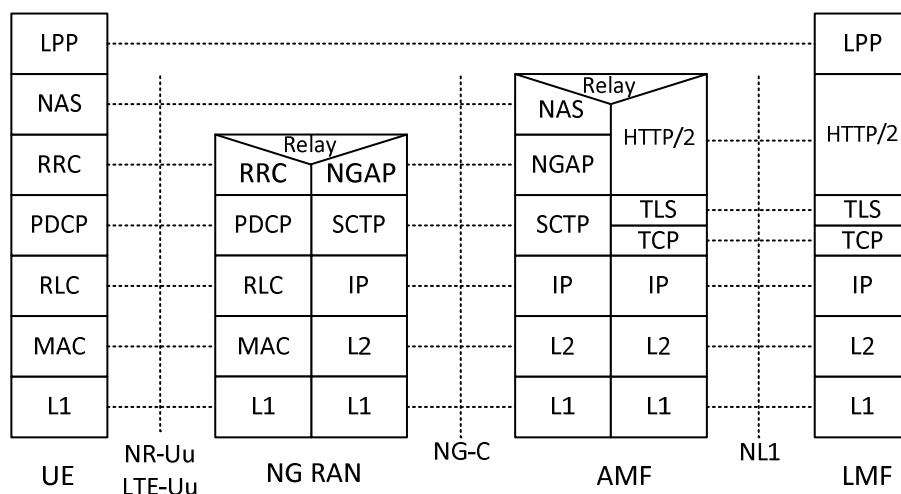 LPP
LPP
Relay
NAS
NAS
HTTP/2
HTTP/2
Relay
RRC
RRC
NGAP
NGAP
PDCP
PDCP
SCTP
SCTP
TLS
TLS
TCP
TCP
RLC
RLC
IP
IP
IP
IP
MAC
MAC
L2
L2
L2
L2
L1
L1
L1
L1
L1
L1
NR-Uu
LTE-Uu
NG-C
NL1
UE
NG RAN
AMF
LMF